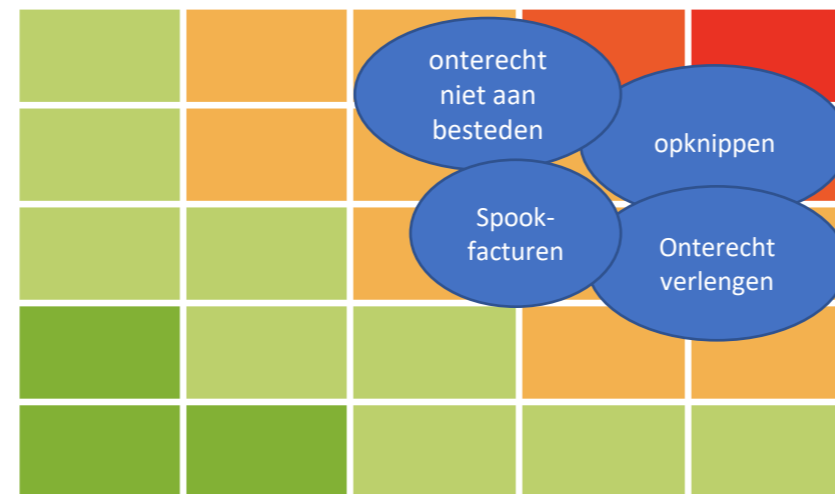 onterecht
niet aan
besteden
opknippen
Spook-
facturen
Onterecht
verlengen